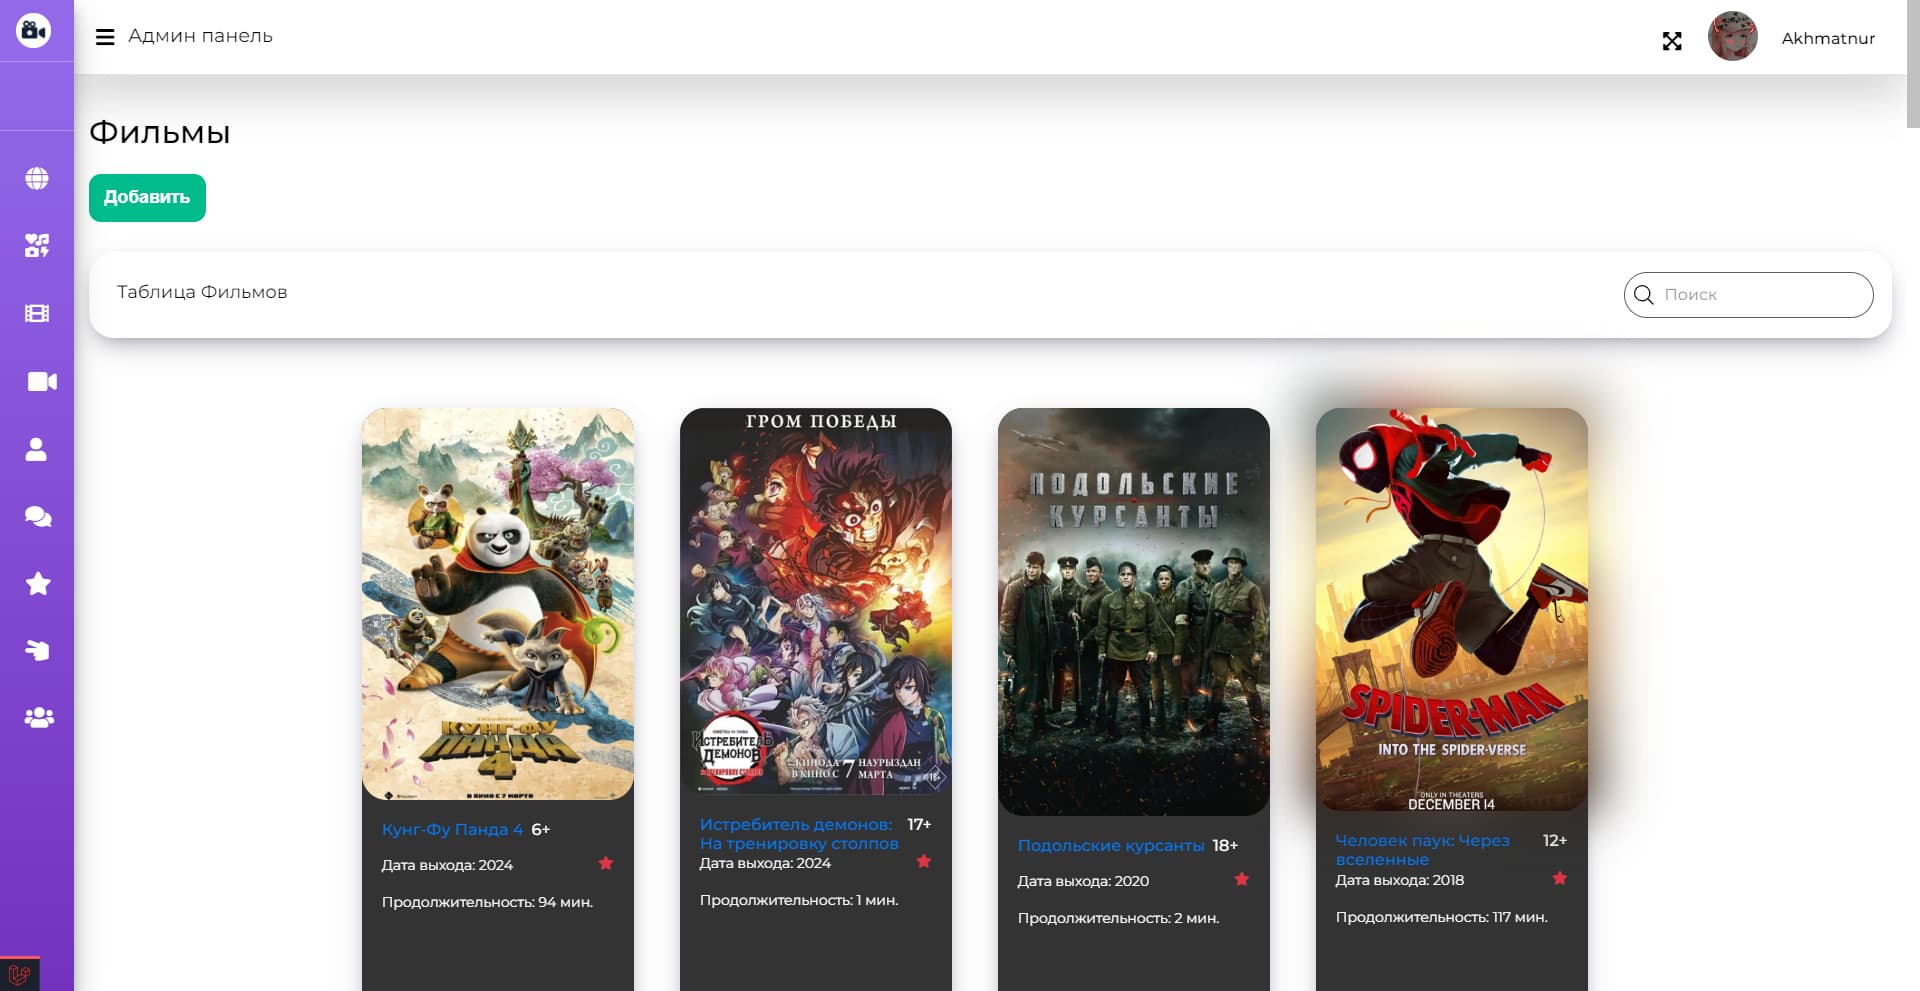 Админ панель
Akhmatnur
Фильмы
Добавить
Таблица Фильмов
Поиск
КУНГ-ФУ
ПАНДА
4
В КИНО С 7 МАРТА
Кунг-Фу Панда 4 6+
Дата выхода: 2024
Продолжительность: 94 мин.
ГРОМ ПОБЕДЫ
ИСТРЕБИТЕЛЬ
ДЕМОНОВ
КИНОДА
В КИНО С
7
НАУРЫЗДАН
МАРТА
18+
Истребитель демонов: 17+
На тренировку столпов
Дата выхода: 2024
Продолжительность: 1 мин.
ПОДОЛЬСКИЕ
КУРСАНТЫ
Подольские курсанты 18+
Дата выхода: 2020
Продолжительность: 2 мин.
SPIDER-MAN
INTO THE SPIDER-VERSE
ONLY IN THEATERS
DECEMBER 14
Человек паук: Через 12+
вселенные
Дата выхода: 2018
Продолжительность: 117 мин.